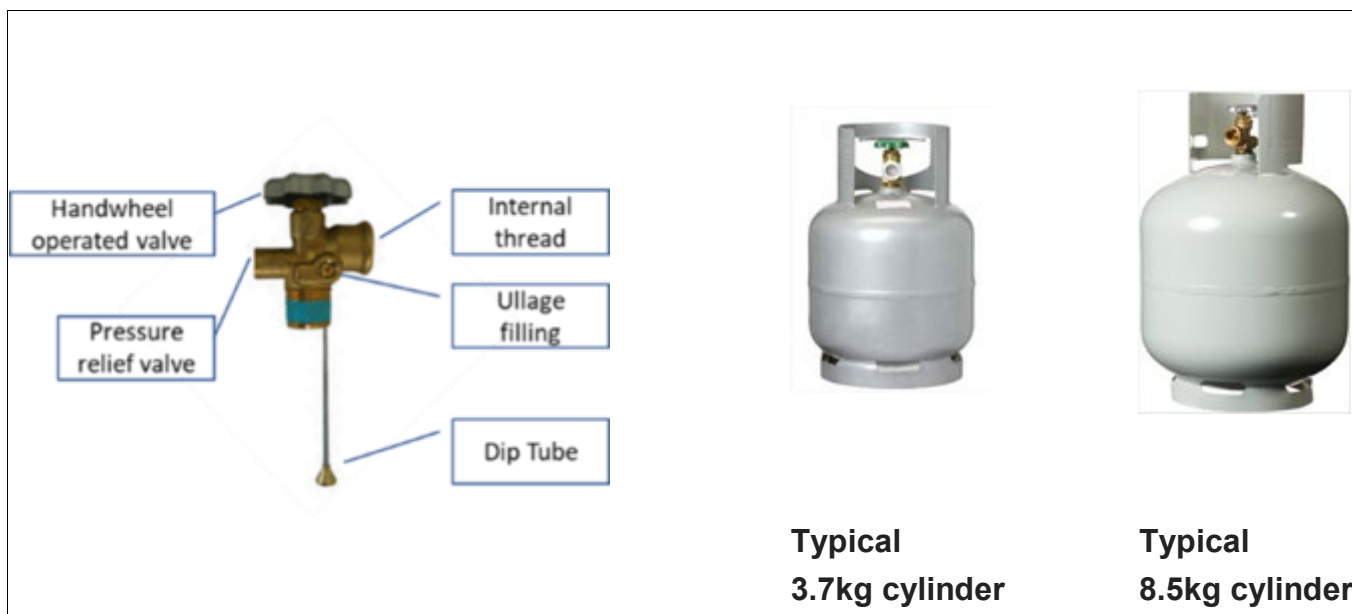 Handwheel
operated valve
Pressure
relief valve
Internal
thread
Ullage
filling
Dip Tube
Typical
3.7kg cylinder
Typical
8.5kg cylinder